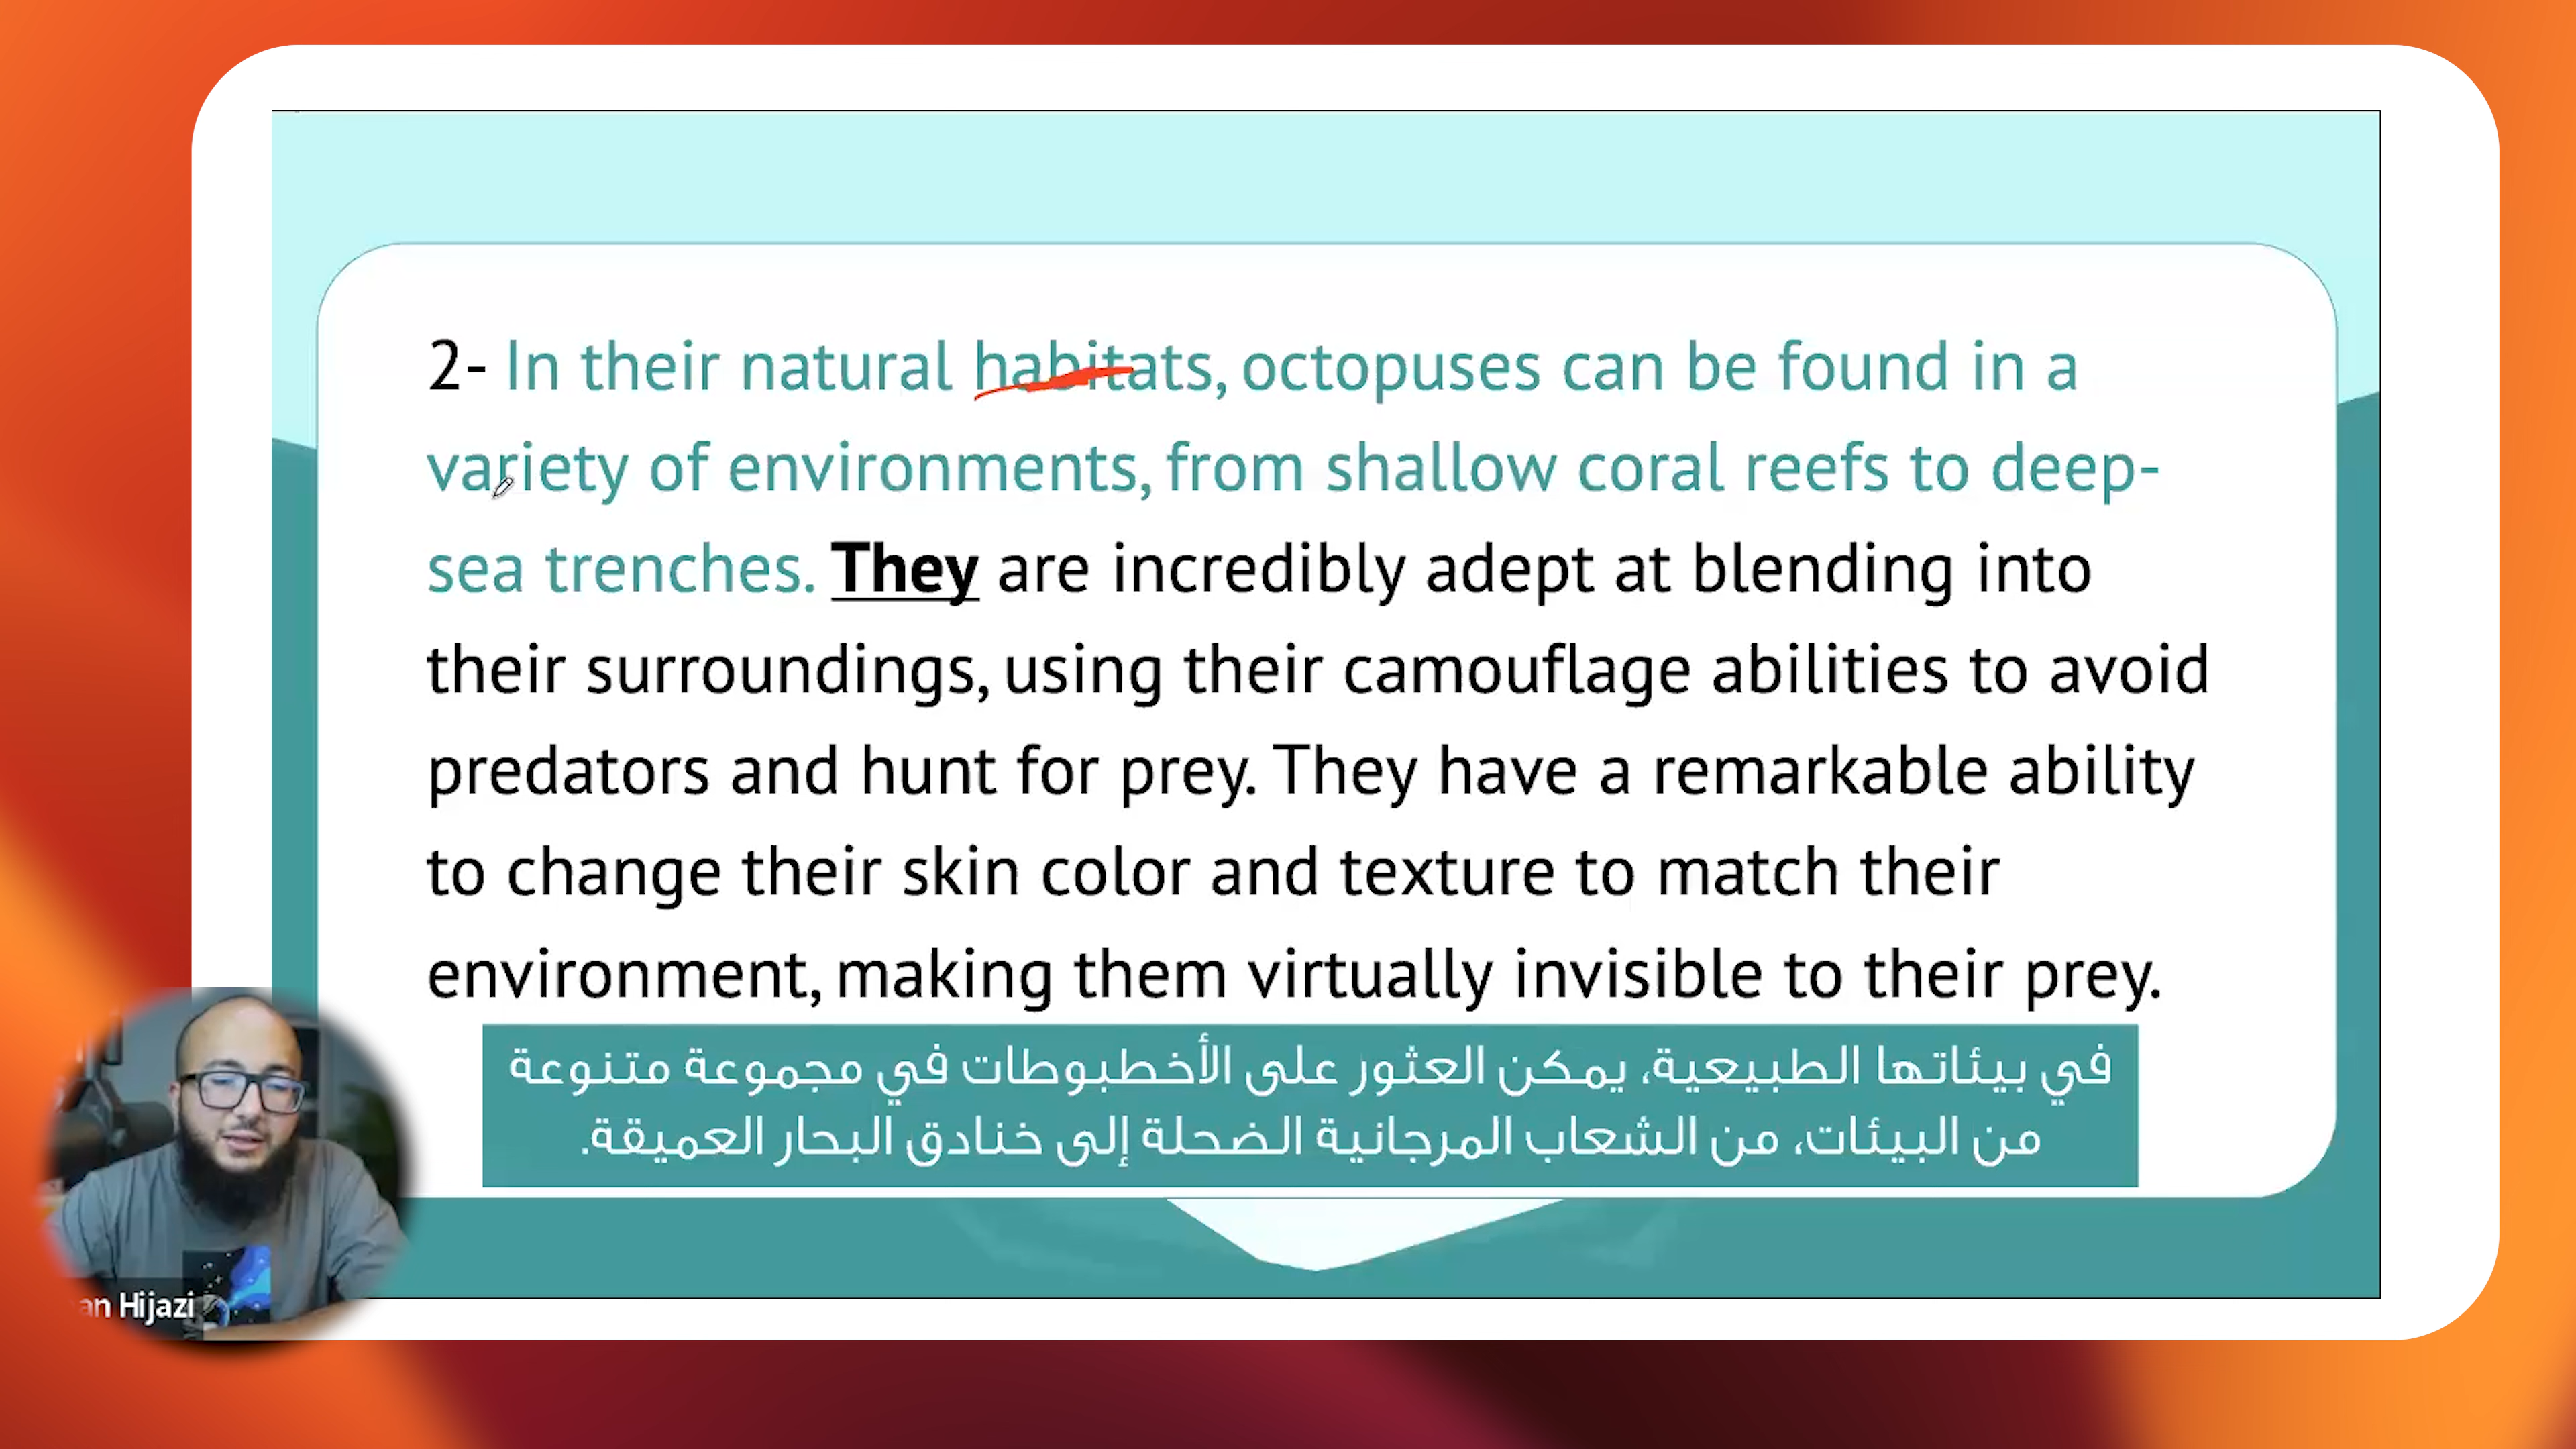 2- In their natural habitats, octopuses can be found in a
variety of environments, from shallow coral reefs to deep-
sea trenches. They are incredibly adept at blending into
their surroundings, using their camouflage abilities to avoid
predators and hunt for prey. They have a remarkable ability
to change their skin color and texture to match their
environment, making them virtually invisible to their prey.
في بيئاتها الطبيعية، يمكن العثور على الأخطبوطات في مجموعة متنوعة
من البيئات، من الشعاب المرجانية الضحلة إلى خنادق البحار العميقة.
an Hijazi